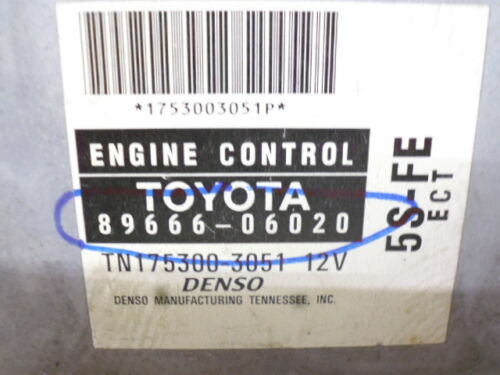 *1753003051P*
ENGINE CONTROL
TOYOTA
89666-06020
TN175300-3051 12V
DENSO
DENSO MANUFACTURING TENNESSEE, INC.
5S-FE
ECT